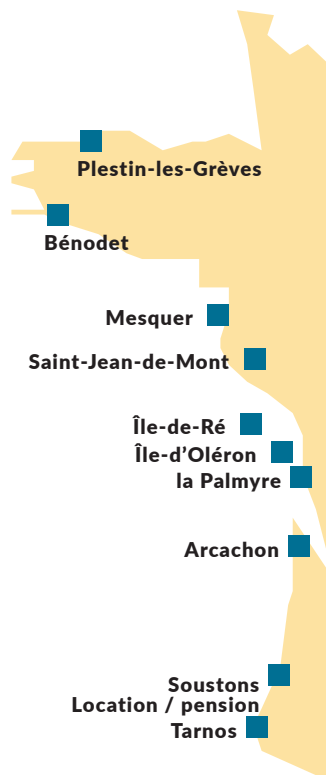 Plestin-les-Grèves
Bénodet
Mesquer
Saint-Jean-de-Mont
Île-de-Ré
Île-d'Oléron
la Palmyre
Arcachon
Soustons
Location / pension
Tarnos